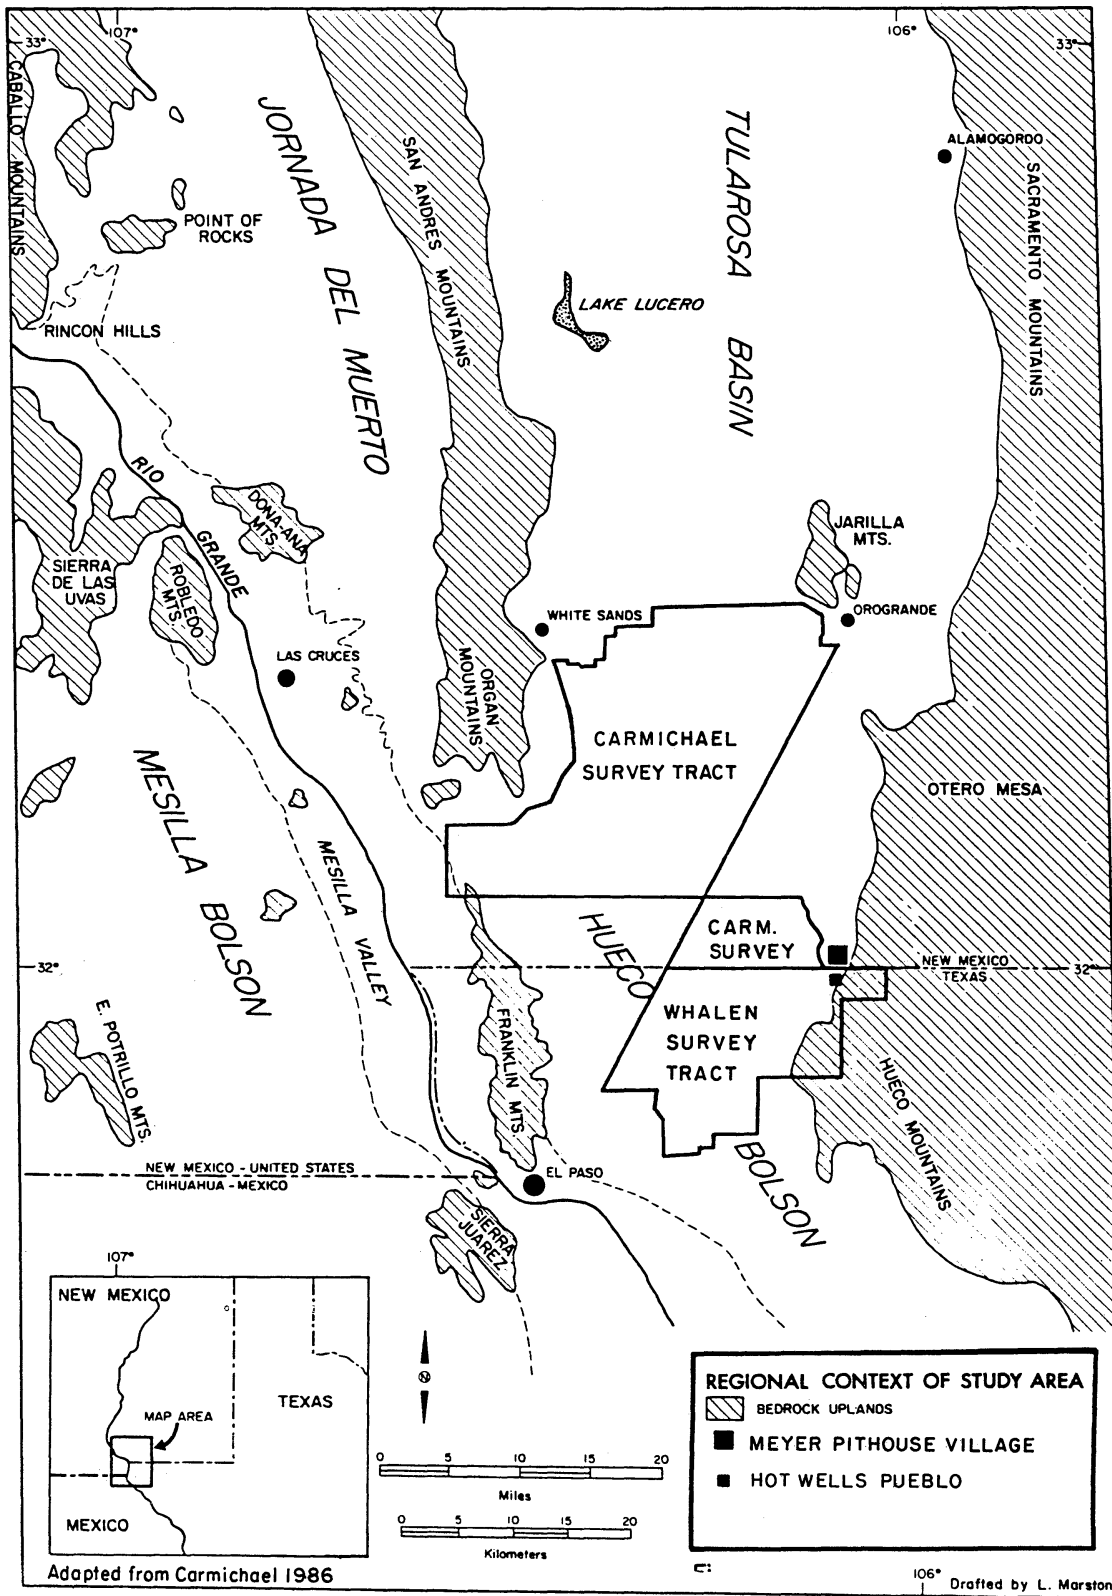 107°
106°
33°
33°
CABALLO MOUNTAINS
JORNADA DEL MUERTO
SAN ANDRES MOUNTAINS
TULAROSA BASIN
ALAMOGORDO
SACRAMENTO MOUNTAINS
POINT OF
ROCKS
LAKE LUCERO
RINCON HILLS
RIO GRANDE
DONA-ANA
MTS.
JARILLA
MTS.
SIERRA
DE LAS
UVAS
ROBLEDO
MTS.
WHITE SANDS
OROGRANDE
LAS CRUCES
ORGAN
MOUNTAINS
CARMICHAEL
SURVEY TRACT
OTERO MESA
MESILLA BOLSON
MESILLA VALLEY
HUECO
CARM.
SURVEY
32°
NEW MEXICO
TEXAS
32°
WHALEN
SURVEY
TRACT
FRANKLIN MTS.
E. POTRILLO MTS.
HUECO MOUNTAINS
BOLSON
NEW MEXICO - UNITED STATES
CHIHUAHUA - MEXICO
EL PASO
SIERRA
JUAREZ
107°
NEW MEXICO
TEXAS
MAP AREA
MEXICO
N
0 5 10 15 20
Miles
0 5 10 15 20
Kilometers
REGIONAL CONTEXT OF STUDY AREA
BEDROCK UPLANDS
MEYER PITHOUSE VILLAGE
HOT WELLS PUEBLO
Adapted from Carmichael 1986
106°
Drafted by L. Marston